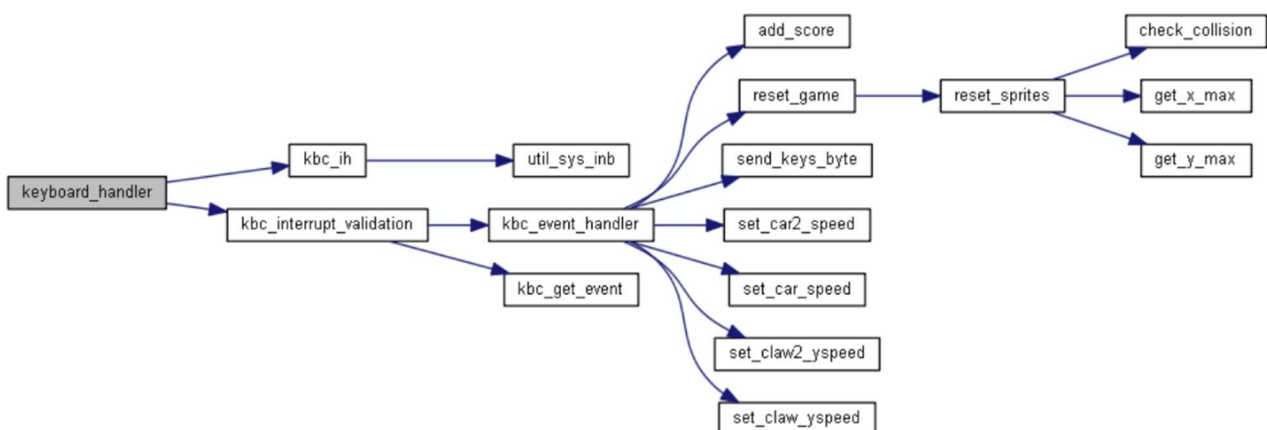 add_score
check_collision
reset_game
reset_sprites
get_x_max
kbc_ih
util_sys_inb
send_keys_byte
get_y_max
keyboard_handler
kbc_interrupt_validation
kbc_event_handler
set_car2_speed
kbc_get_event
set_car_speed
set_claw2_yspeed
set_claw_yspeed